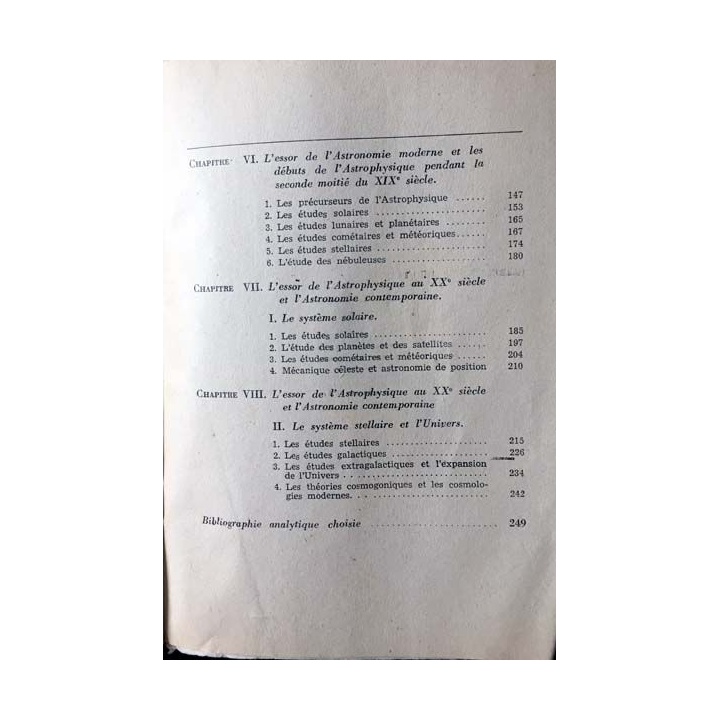 CHAPITRE VI. L'essor de l'Astronomie moderne et les
débuts de l'Astrophysique pendant la
seconde moitié du XIXe siècle.
1. Les précurseurs de l'Astrophysique ...... 147
2. Les études solaires .................... 153
3. Les études lunaires et planétaires ........ 165
4. Les études cométaires et météoriques...... 167
5. Les études stellaires .................... 174
6. L'étude des nébuleuses .................. 180
CHAPITRE VII. L'essor de l'Astrophysique au XXe siècle
et l'Astronomie contemporaine.
I. Le système solaire.
1. Les études solaires .................... 185
2. L'étude des planètes et des satellites ...... 197
3. Les études cométaires et météoriques ...... 204
4. Mécanique céleste et astronomie de position 210
CHAPITRE VIII. L'essor de l'Astrophysique au XXe siècle
et l'Astronomie contemporaine
II. Le système stellaire et l'Univers.
1. Les études stellaires .................... 215
2. Les études galactiques .................. 226
3. Les études extragalactiques et l'expansion
de l'Univers .......................... 234
4. Les théories cosmogoniques et les cosmolo-
gies modernes. .......................... 242
Bibliographie analytique choisie ........................ 249